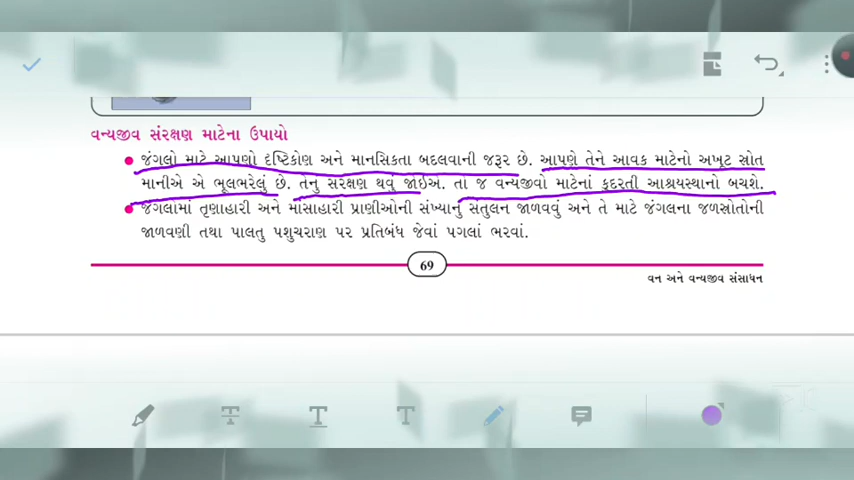 વન્યજીવ સંરક્ષણ માટેના ઉપાયો
• જંગલો માટે આપણો દૃષ્ટિકોણ અને માનસિકતા બદલવાની જરૂર છે. આપણે તેને આવક માટેનો અખૂટ સ્રોત
માનીએ એ ભૂલભરેલું છે. તેનું સંરક્ષણ થવું જોઇએ. તો જ વન્યજીવો માટેનાં કુદરતી આશ્રયસ્થાનો બચશે.
• જંગલોમાં તૃણાહારી અને માંસાહારી પ્રાણીઓની સંખ્યાનું સંતુલન જાળવવું અને તે માટે જંગલના જળસ્રોતોની
જાળવણી તથા પાલતુ પશુચરાણ પર પ્રતિબંધ જેવાં પગલાં ભરવાં.
69
વન અને વન્યજીવ સંસાધન